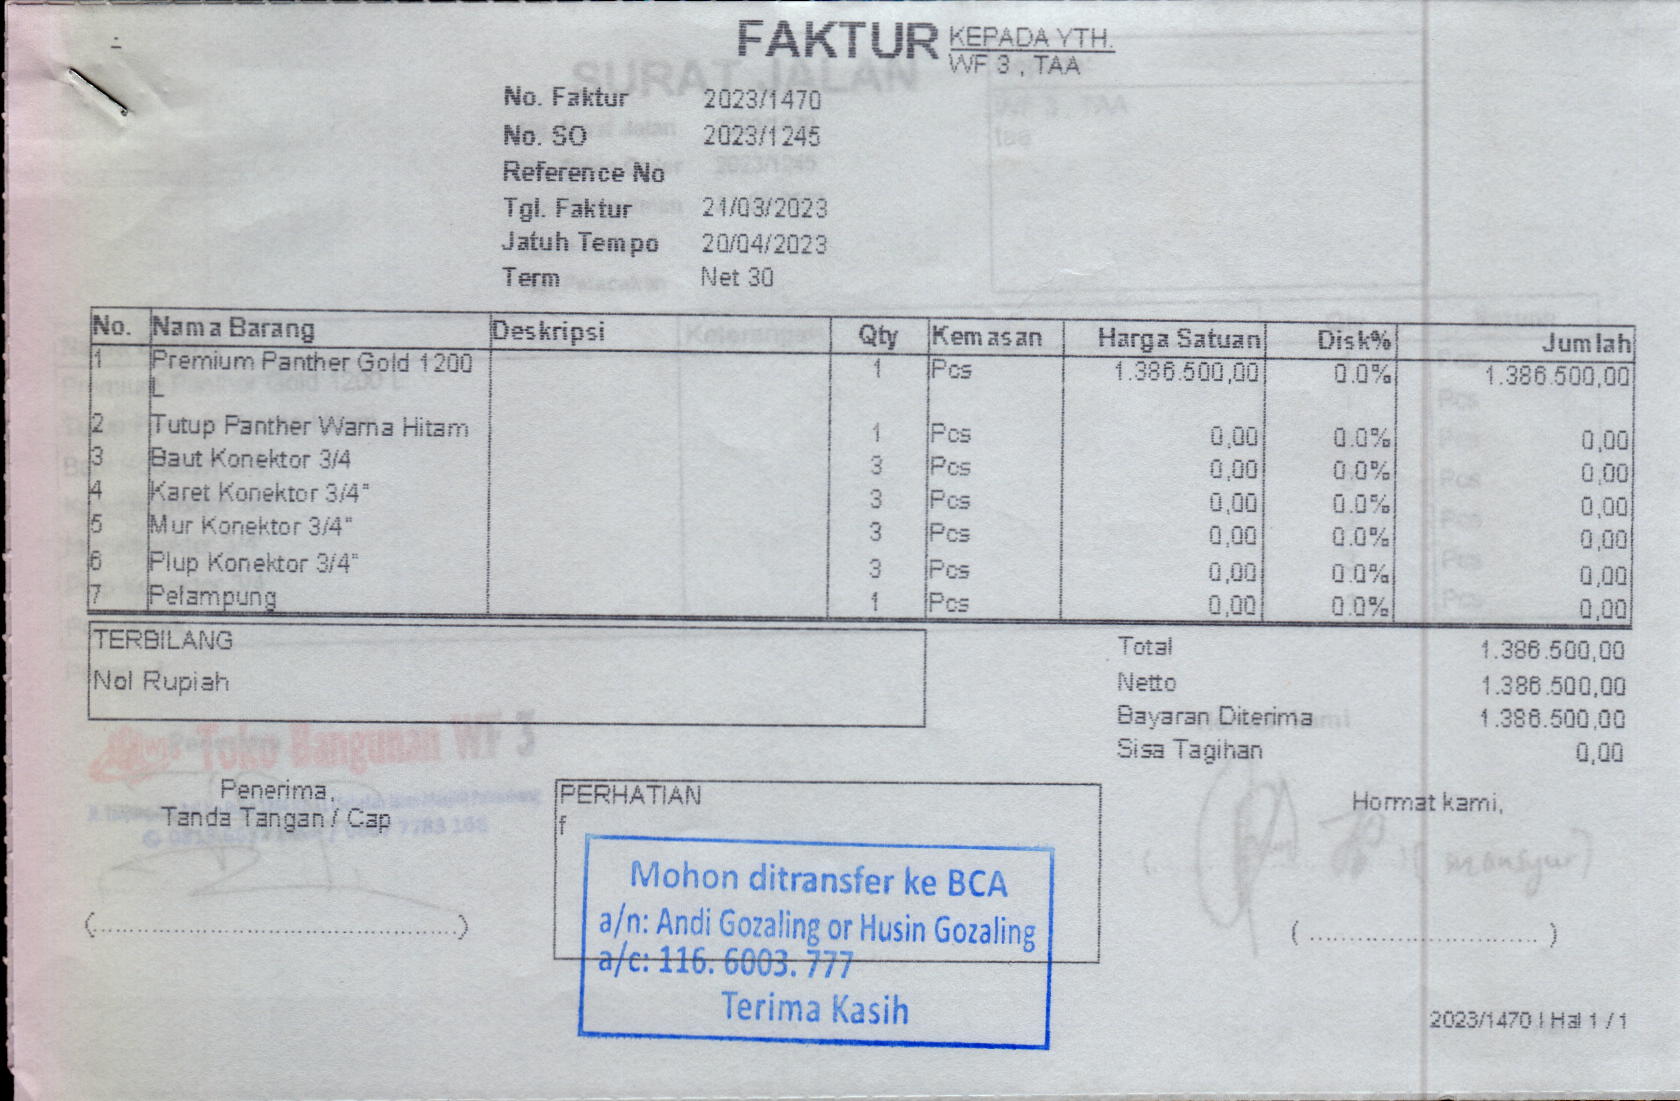 FAKTUR
KEPADA YTH.
WF 3 , TAA
SURAT JALAN
No. Faktur 2023/1470
No. SO 2023/1245
Reference No
Tgl. Faktur 21/03/2023
Jatuh Tempo 20/04/2023
Term Net 30
No. Nama Barang Deskripsi Qty Kemasan Harga Satuan Disk% Jumlah
1 Premium Panther Gold 1200 1 Pcs 1.386.500,00 0.0% 1.386.500,00
L
2 Tutup Panther Warna Hitam 1 Pcs 0,00 0.0% 0,00
3 Baut Konektor 3/4 3 Pcs 0,00 0.0% 0,00
4 Karet Konektor 3/4" 3 Pcs 0,00 0.0% 0,00
5 Mur Konektor 3/4" 3 Pcs 0,00 0.0% 0,00
6 Plup Konektor 3/4" 3 Pcs 0,00 0.0% 0,00
7 Pelampung 1 Pcs 0,00 0.0% 0,00
TERBILANG
Nol Rupiah
Total 1.386.500,00
Netto 1.386.500,00
Bayaran Diterima 1.386.500,00
Sisa Tagihan 0,00
Toko Bangunan WF 3
Penerima,
Tanda Tangan / Cap
(......................................................)
PERHATIAN
f
Mohon ditransfer ke BCA
a/n: Andi Gozaling or Husin Gozaling
a/c: 116. 6003. 777
Terima Kasih
Hormat kami,
( mansyur )
( .................................. )
2023/1470 | Hal 1 / 1